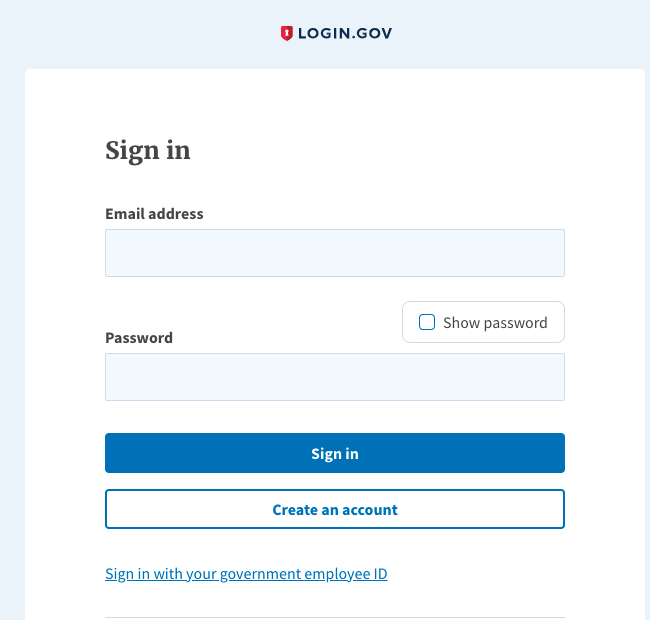 LOGIN.GOV
Sign in
Email address
Show password
Password
Sign in
Create an account
Sign in with your government employee ID